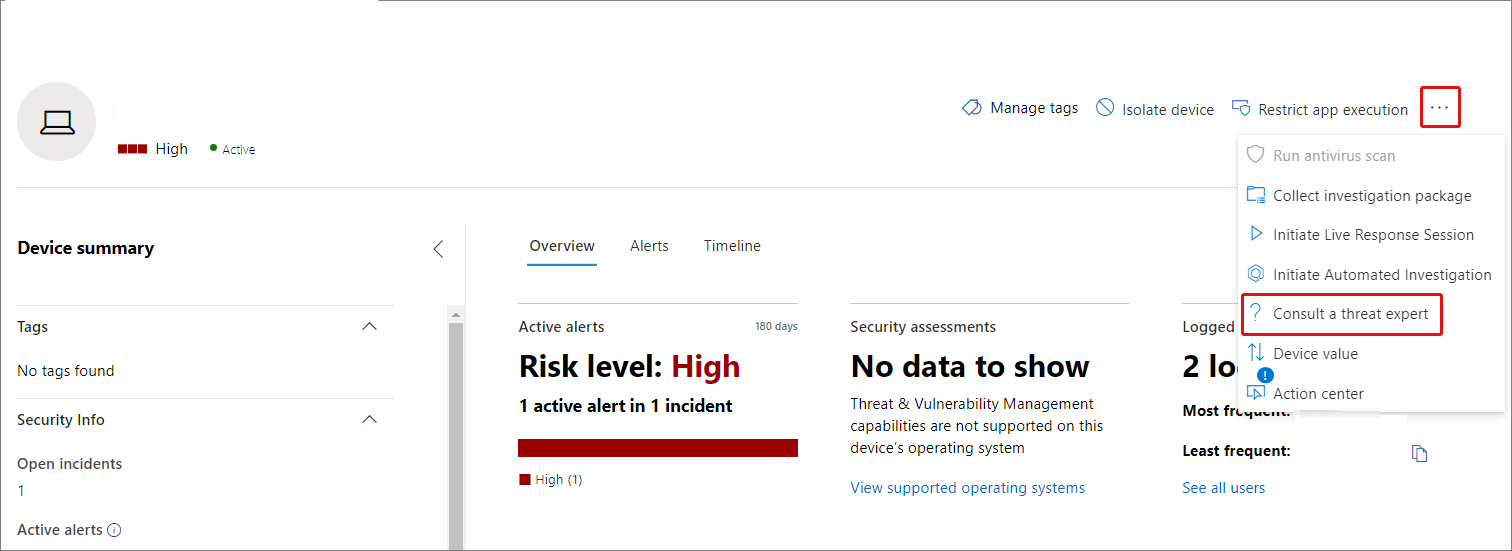 Manage tags
Isolate device
Restrict app execution
...
High
Active
Run antivirus scan
Collect investigation package
Initiate Live Response Session
Initiate Automated Investigation
Consult a threat expert
Device value
!
Action center
Device summary
Tags
No tags found
Security Info
Open incidents
1
Active alerts
Overview Alerts Timeline
Active alerts 180 days
Risk level: High
1 active alert in 1 incident
High (1)
Security assessments
No data to show
Threat & Vulnerability Management
capabilities are not supported on this
device's operating system
View supported operating systems
Logged
2
Most frequent:
Least frequent:
See all users